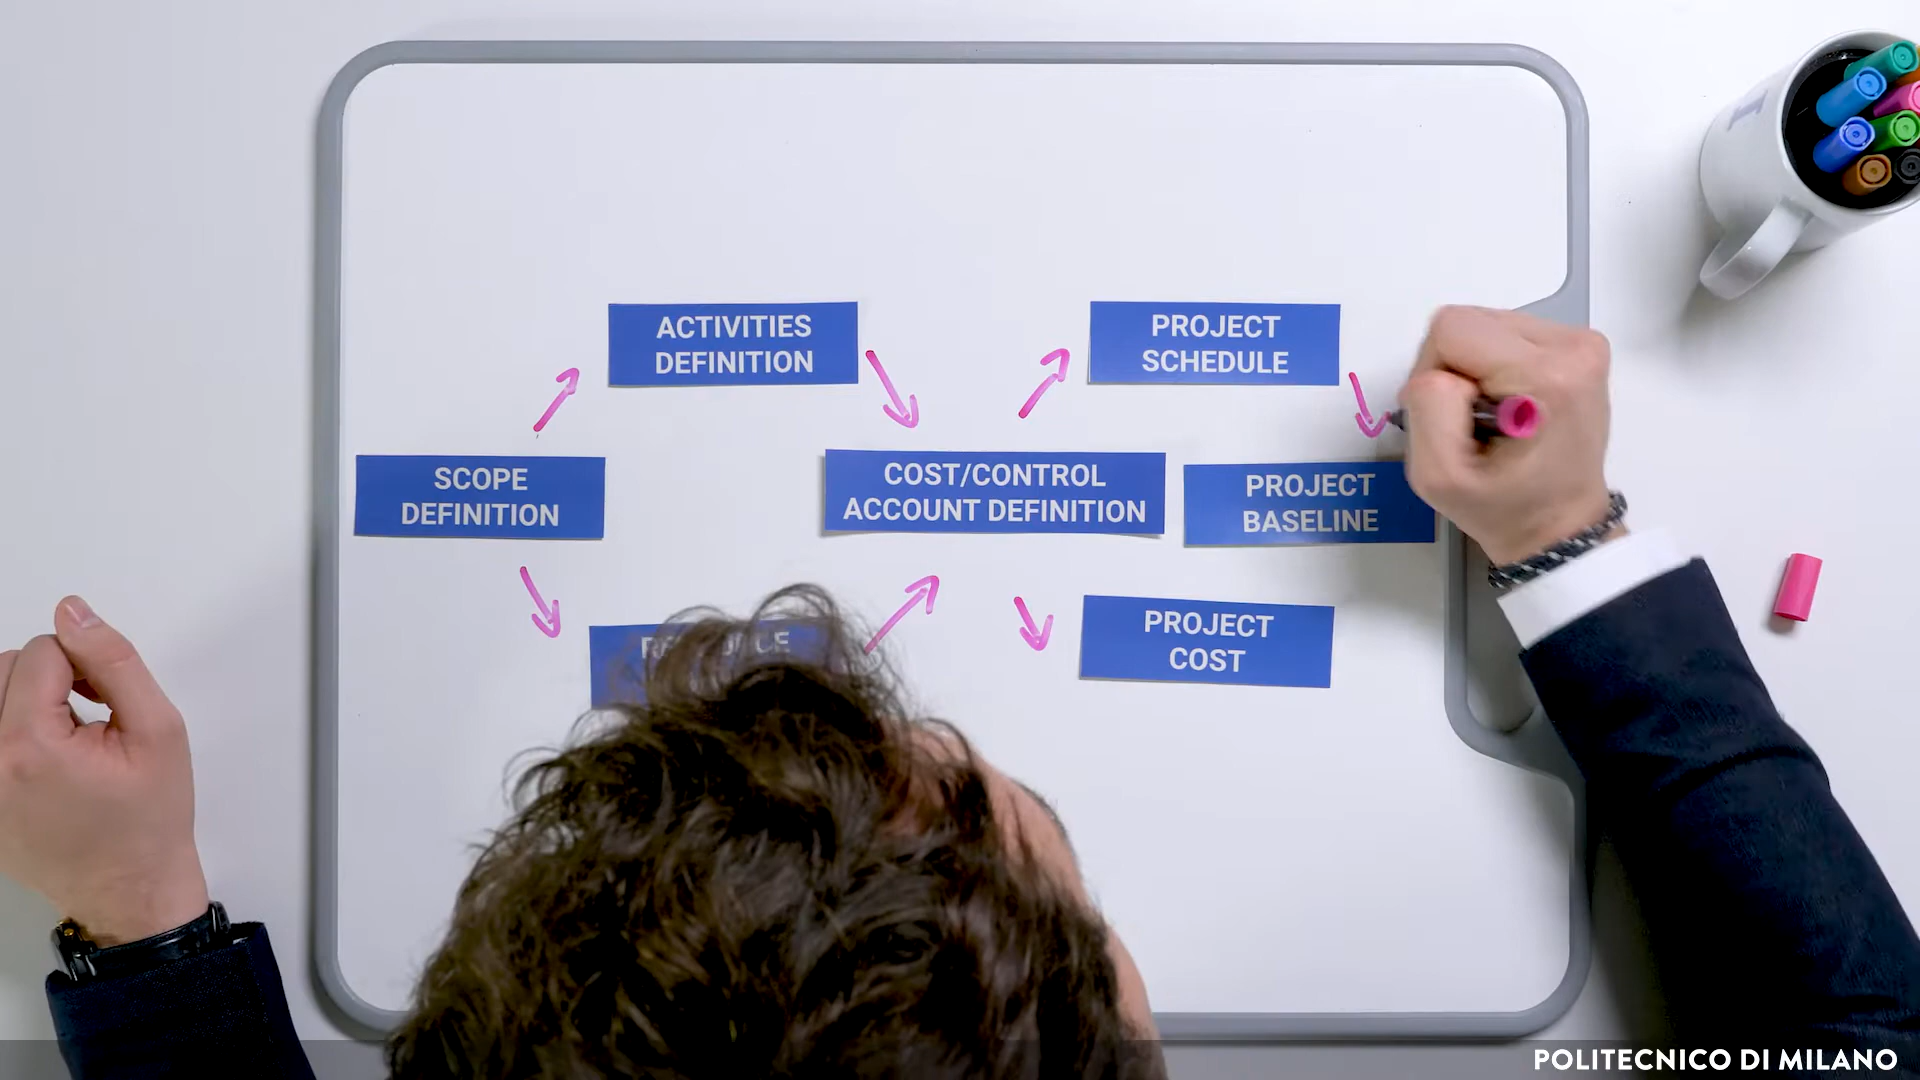 ACTIVITIES
DEFINITION
PROJECT
SCHEDULE
SCOPE
DEFINITION
COST/CONTROL
ACCOUNT DEFINITION
PROJECT
BASELINE
PROJECT
COST
POLITECNICO DI MILANO